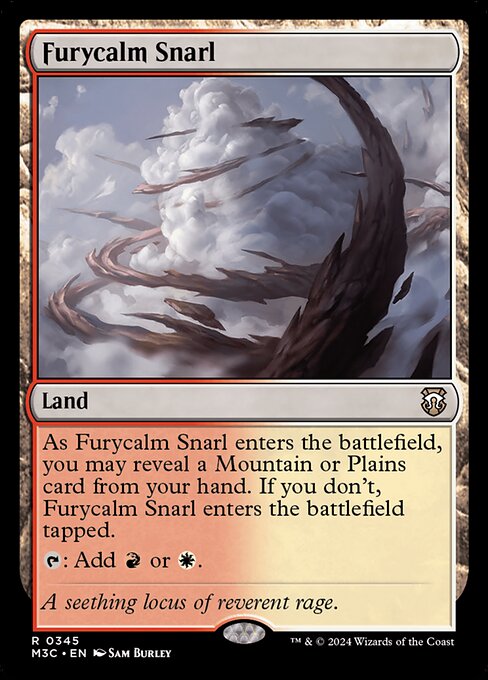 Furycalm Snarl
Land
As Furycalm Snarl enters the battlefield,
you may reveal a Mountain or Plains
card from your hand. If you don't,
Furycalm Snarl enters the battlefield
tapped.
: Add or .
A seething locus of reverent rage.
R 0345
M3C • EN Sam Burley
™ & © 2024 Wizards of the Coast